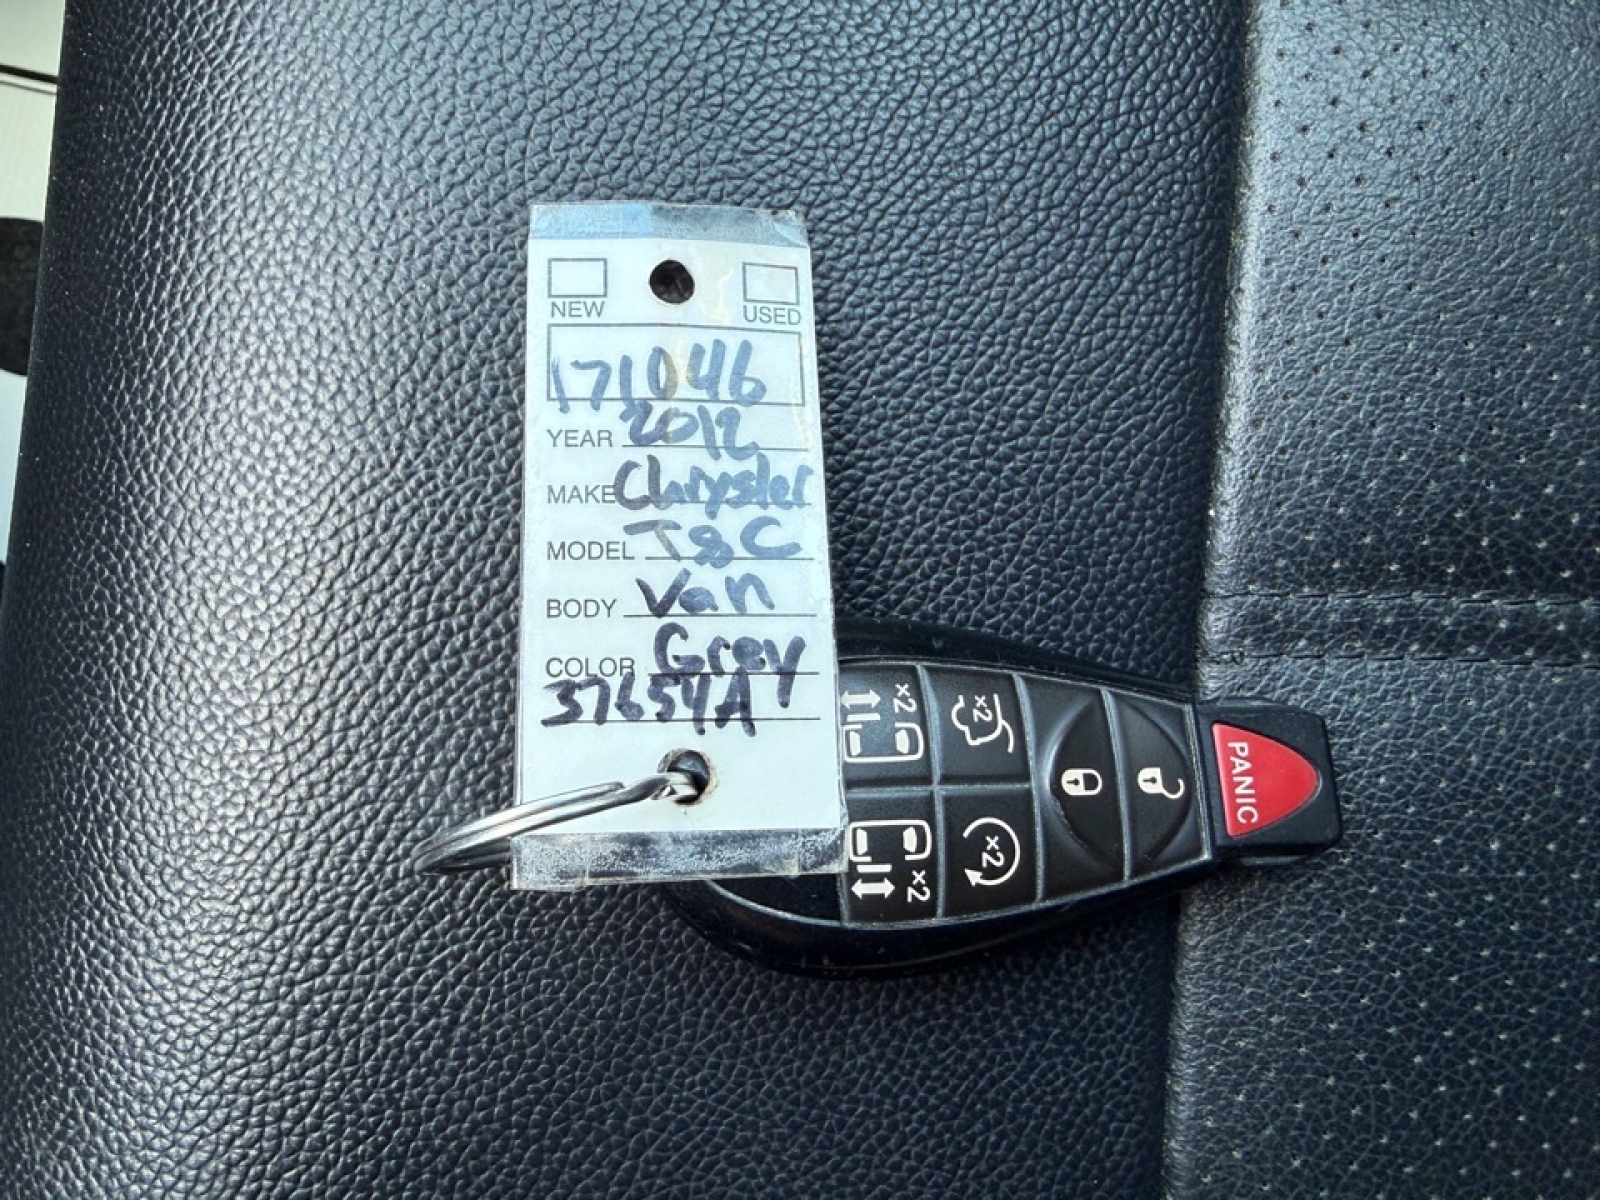 NEW USED
171046
YEAR 2012
MAKE Chrysler
MODEL T&C
BODY Van
COLOR Grey
37654A
x2 x2
x2 x2
PANIC